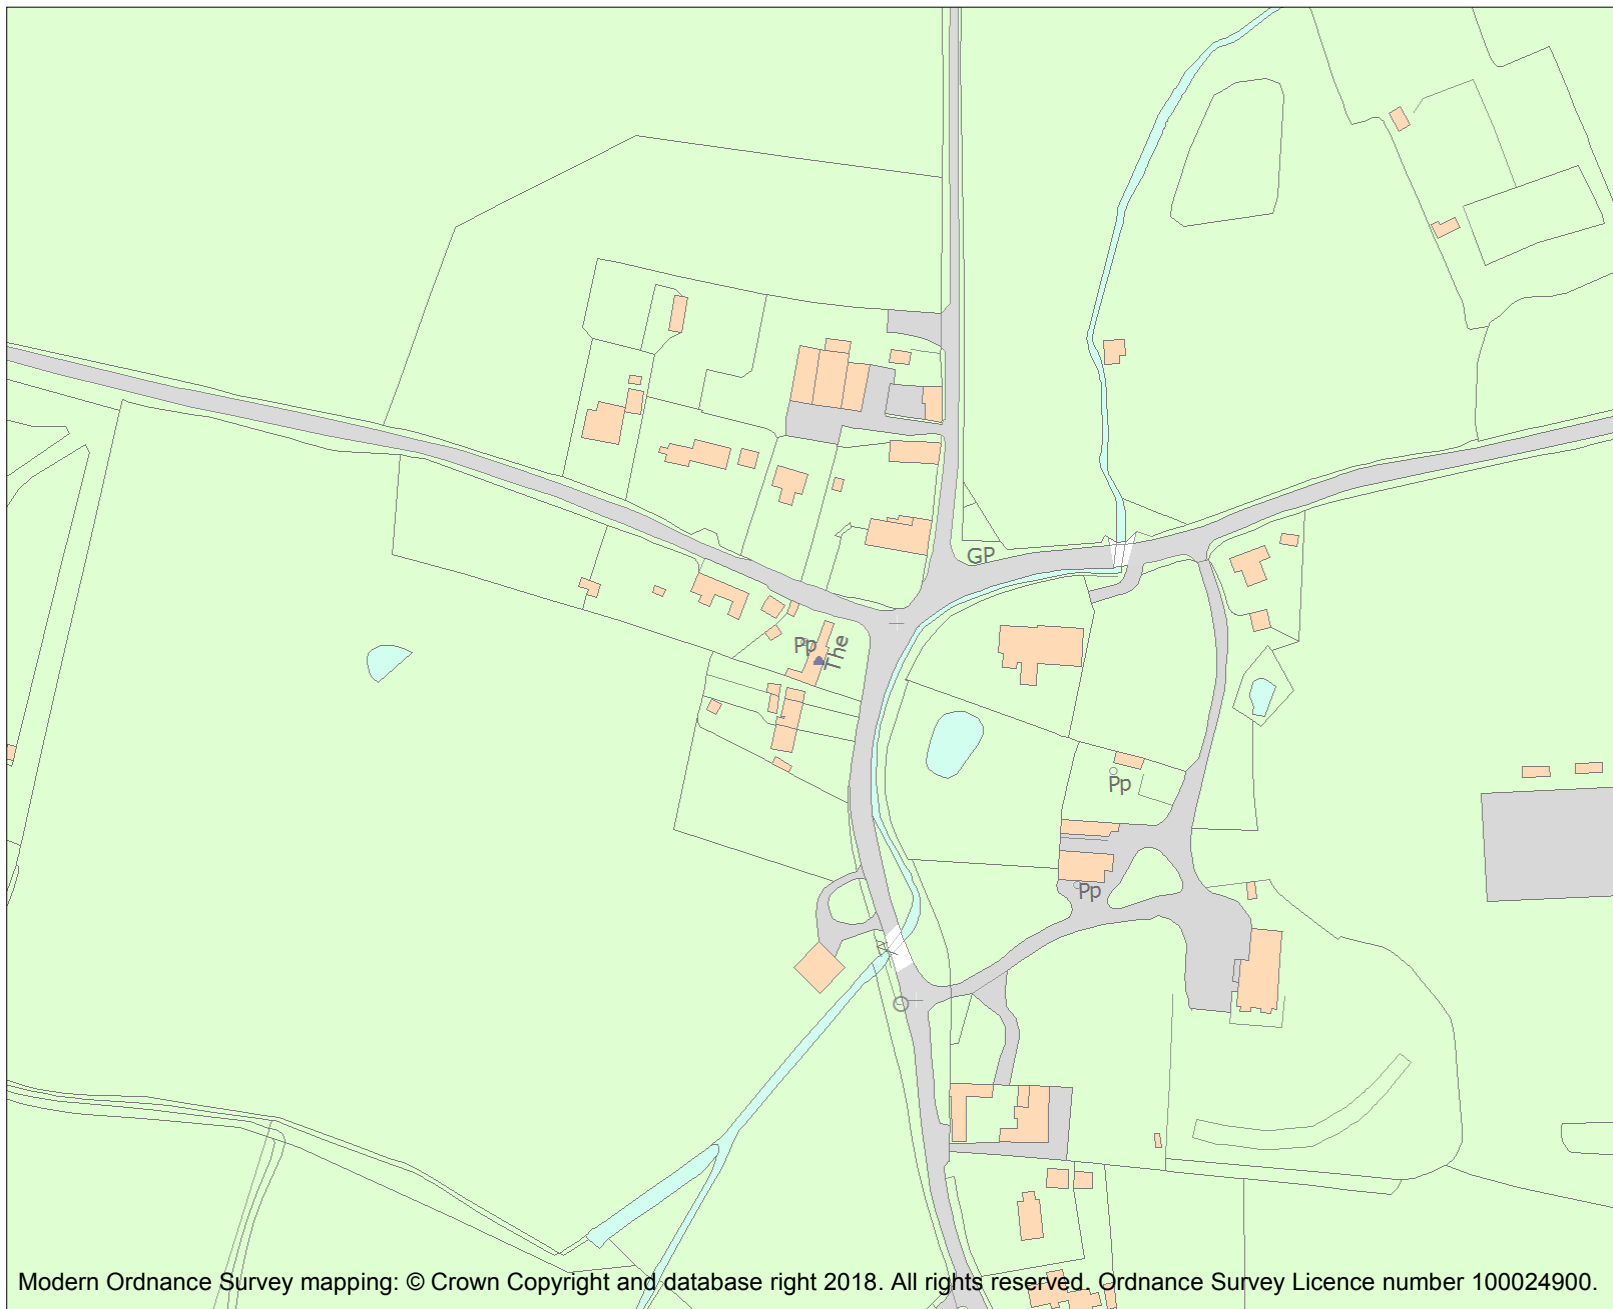 GP
Pp
The
Pp
Pp
Modern Ordnance Survey mapping: © Crown Copyright and database right 2018. All rights reserved. Ordnance Survey Licence number 100024900.